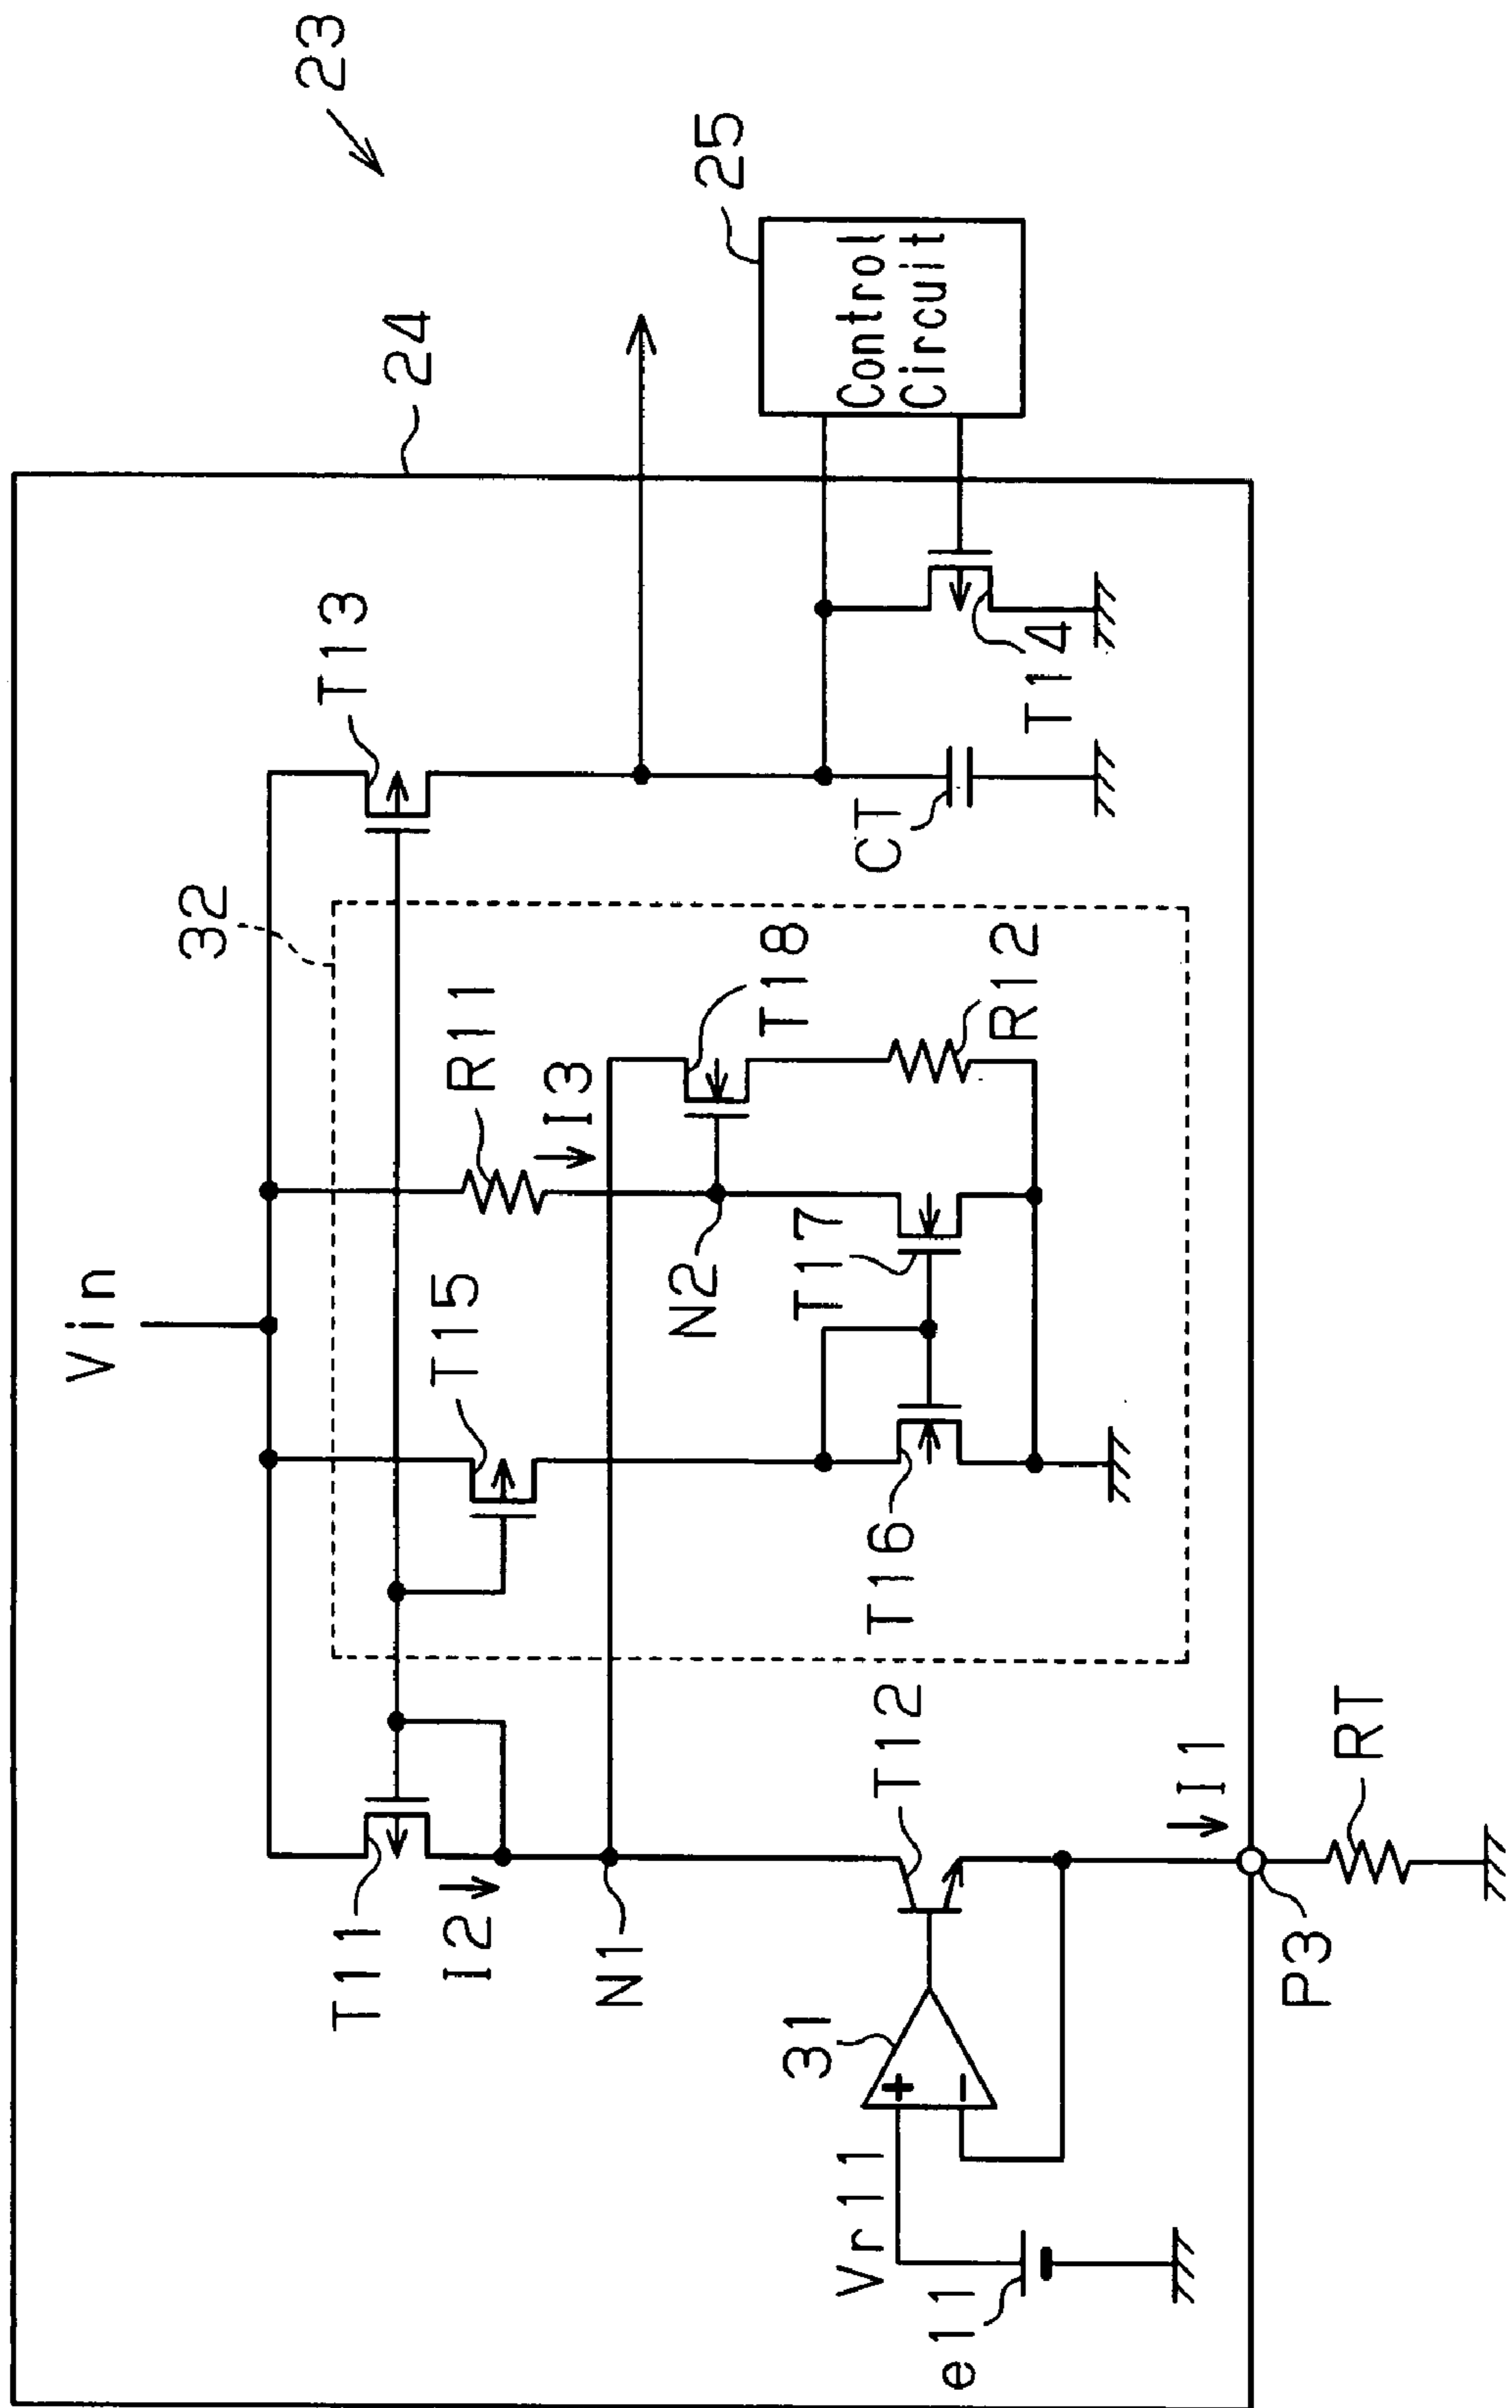 23
24
25
Control
Circuit
Vin
32
T13
T11
I2
T15
R11
I3
N1
N2
T18
T17
T16
R12
CT
T14
T12
31
+
−
Vr11
e11
I1
P3
RT